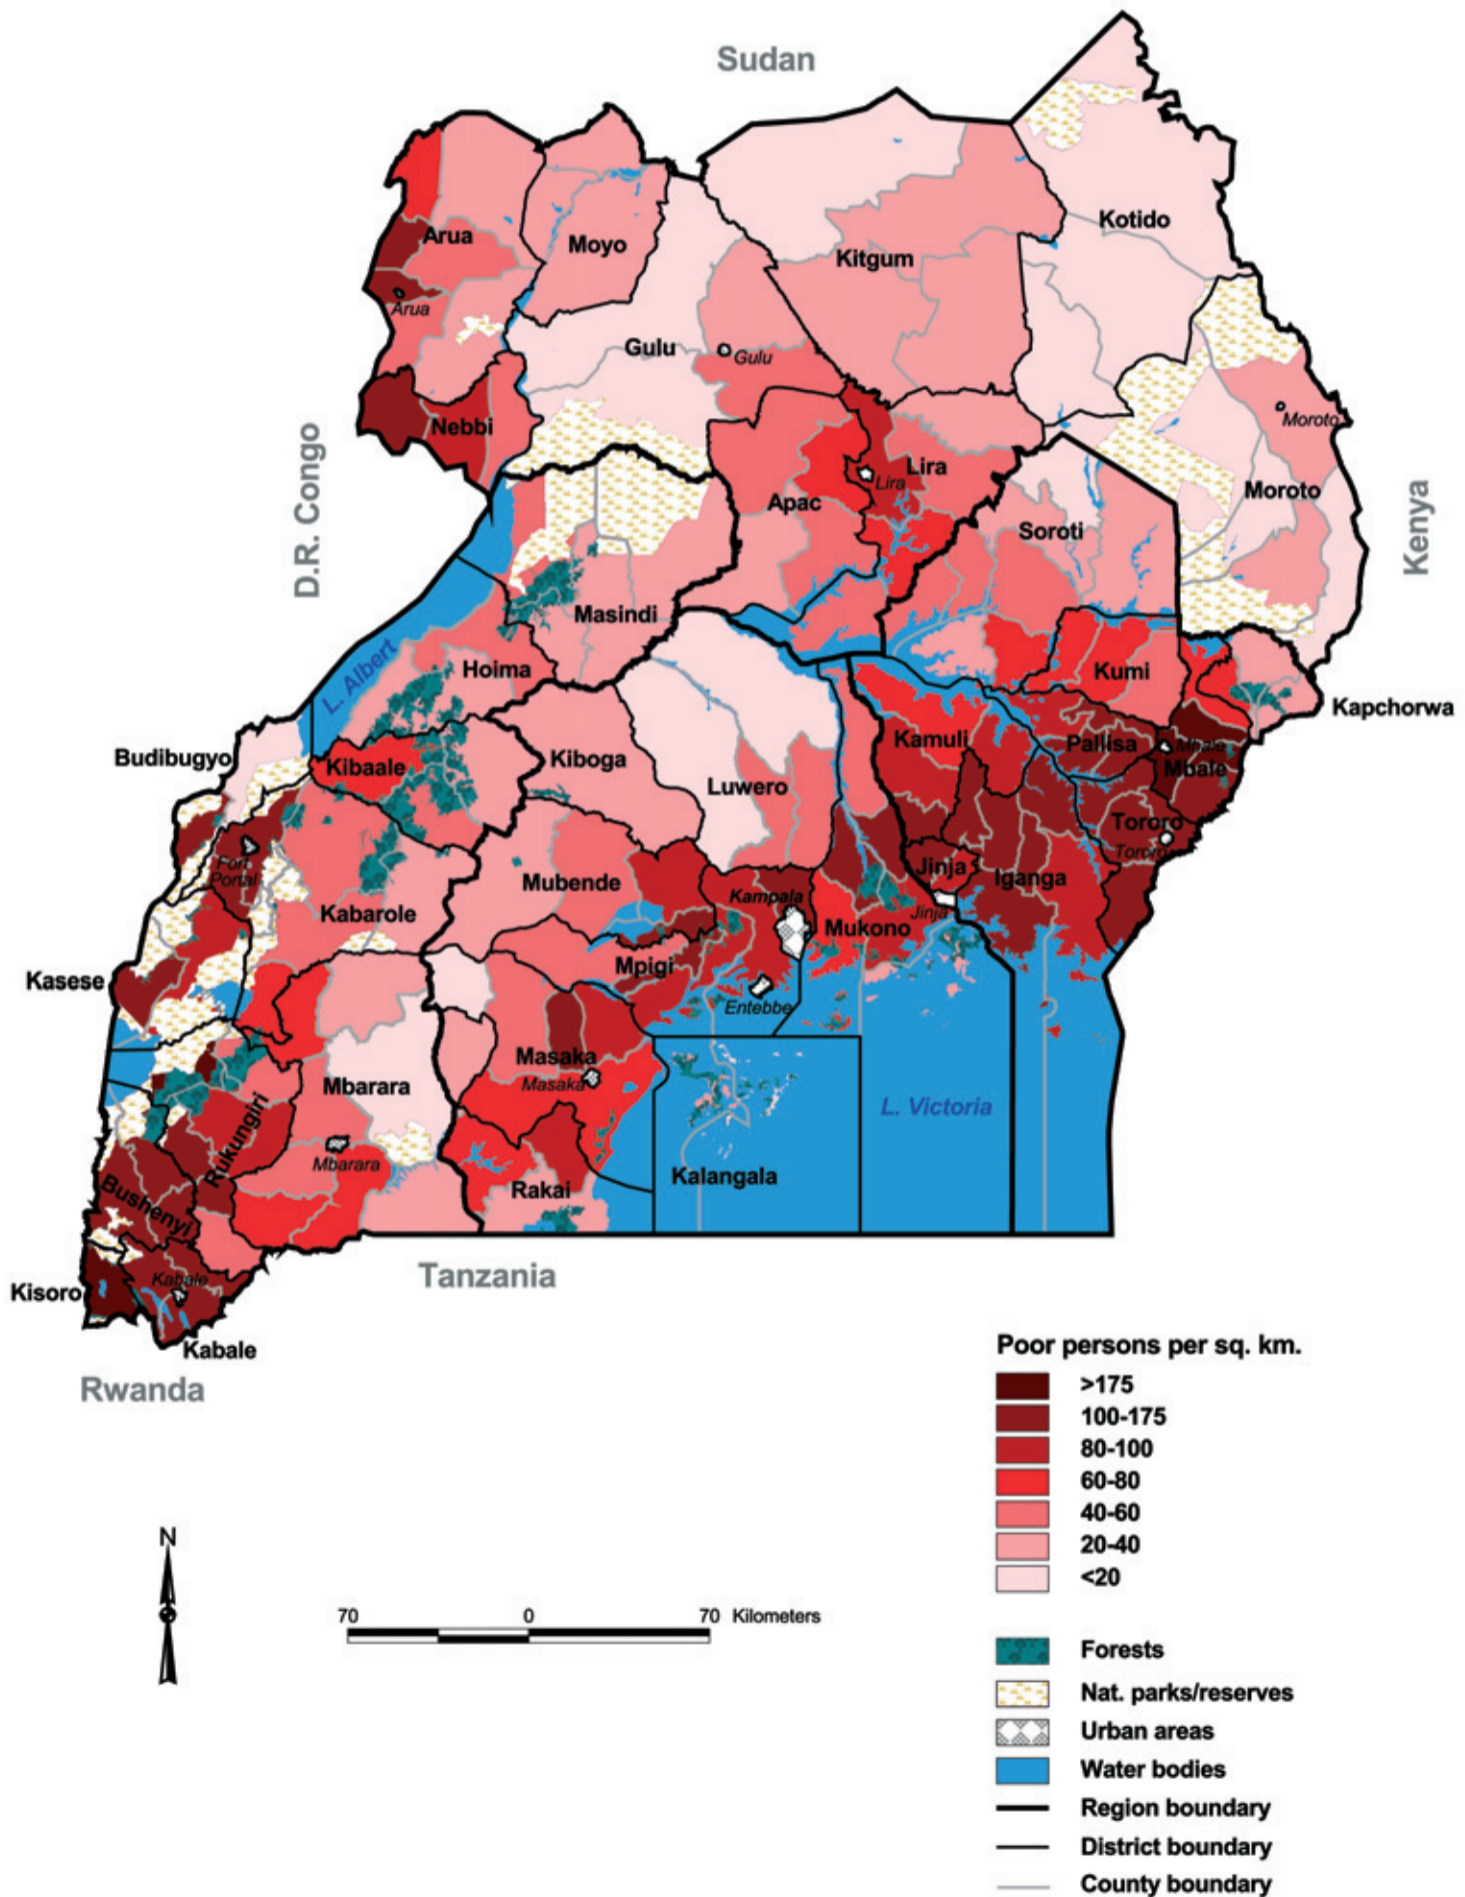 Sudan
Kotido
Arua
Moyo
Kitgum
Arua
Gulu
Gulu
Moroto
Nebbi
D.R. Congo
Lira
Lira
Apac
Moroto
Kenya
Soroti
Masindi
L. Albert
Hoima
Kumi
Kapchorwa
Budibugyo
Kibaale
Kiboga
Kamuli
Pallisa
Mbale
Mbale
Luwero
Tororo
Tororo
Fort
Portal
Jinja
Iganga
Mubende
Kampala
Kabarole
Jinja
Mukono
Kasese
Mpigi
Entebbe
Masaka
Masaka
Mbarara
L. Victoria
Rukungiri
Mbarara
Kalangala
Rakai
Bushenyi
Tanzania
Kabale
Kisoro
Kabale
Rwanda
Poor persons per sq. km.
>175
100-175
80-100
60-80
40-60
20-40
<20
N
70 0 70 Kilometers
Forests
Nat. parks/reserves
Urban areas
Water bodies
Region boundary
District boundary
County boundary